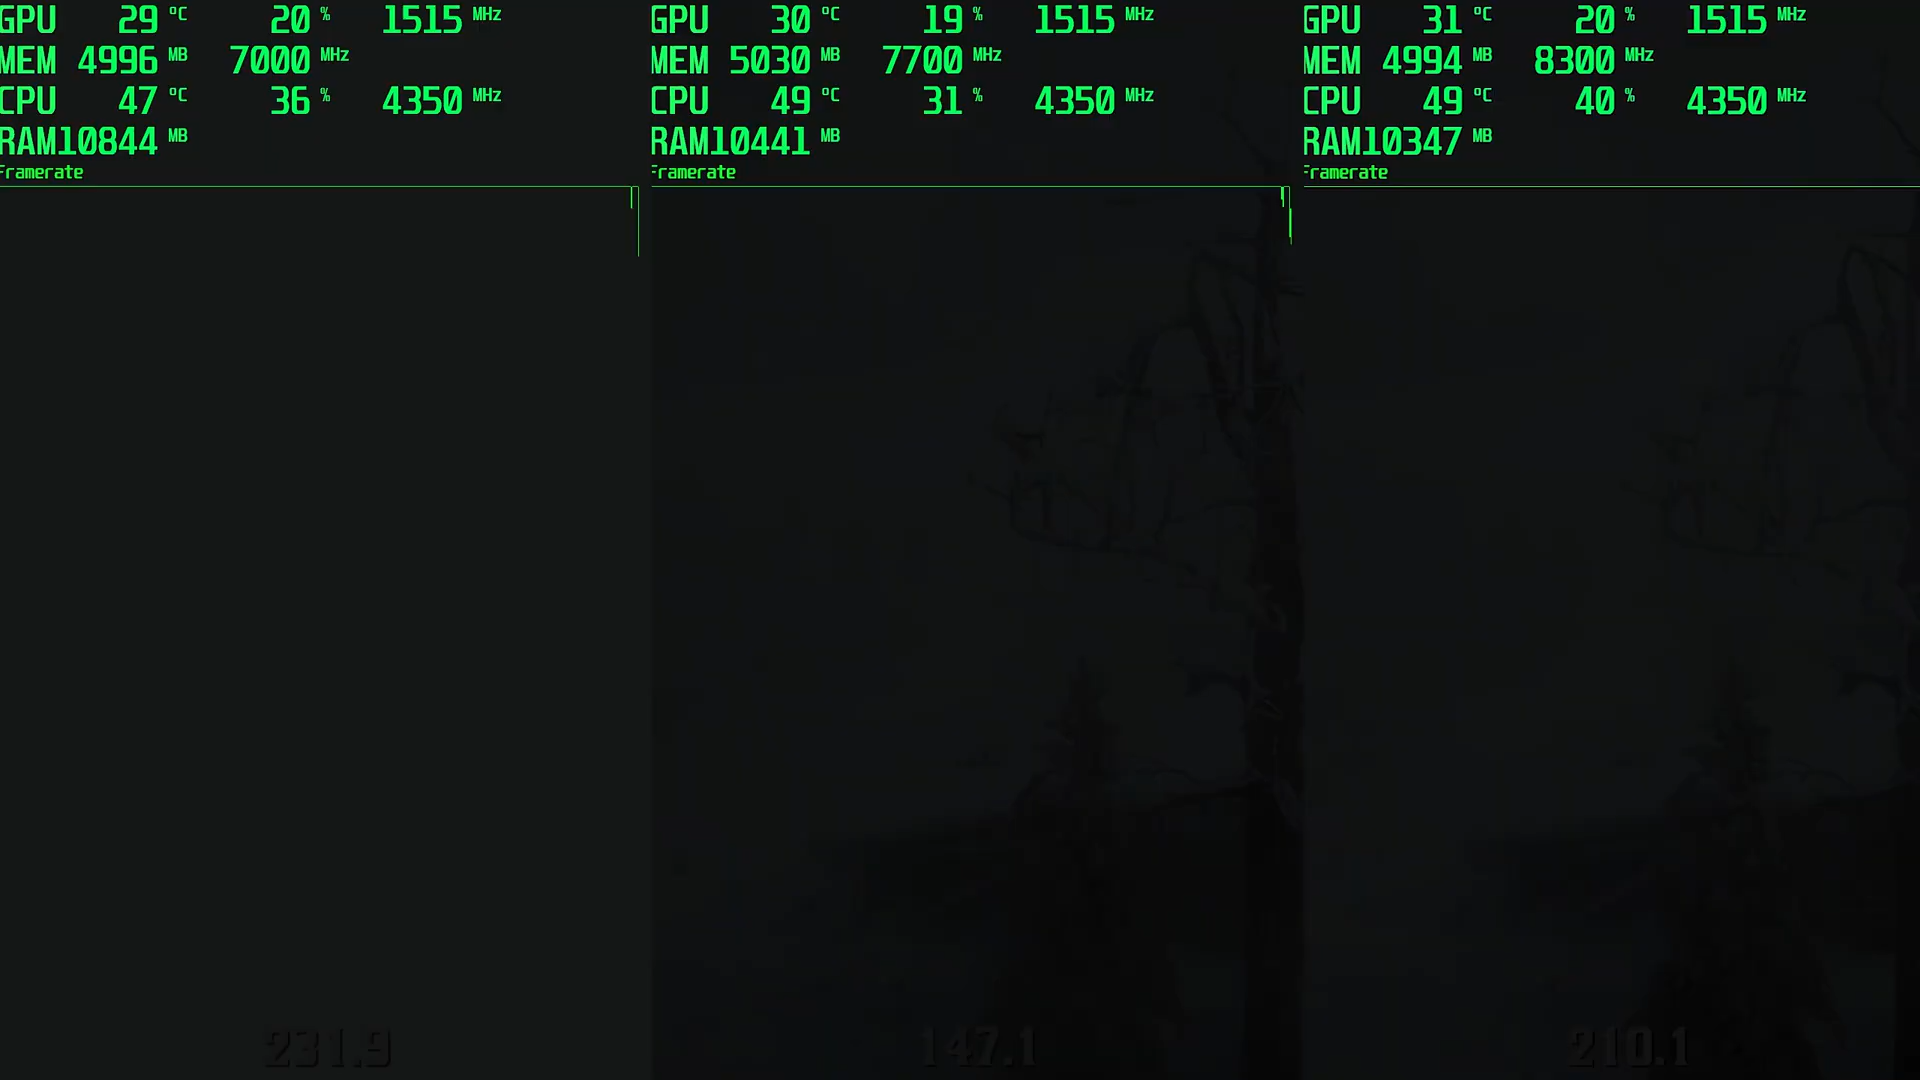 GPU 29 °C 20 % 1515 MHz
MEM 4996 MB 7000 MHz
CPU 47 °C 36 % 4350 MHz
RAM10844 MB
Framerate
231.9
GPU 30 °C 19 % 1515 MHz
MEM 5030 MB 7700 MHz
CPU 49 °C 31 % 4350 MHz
RAM10441 MB
Framerate
147.1
GPU 31 °C 20 % 1515 MHz
MEM 4994 MB 8300 MHz
CPU 49 °C 40 % 4350 MHz
RAM10347 MB
Framerate
210.1